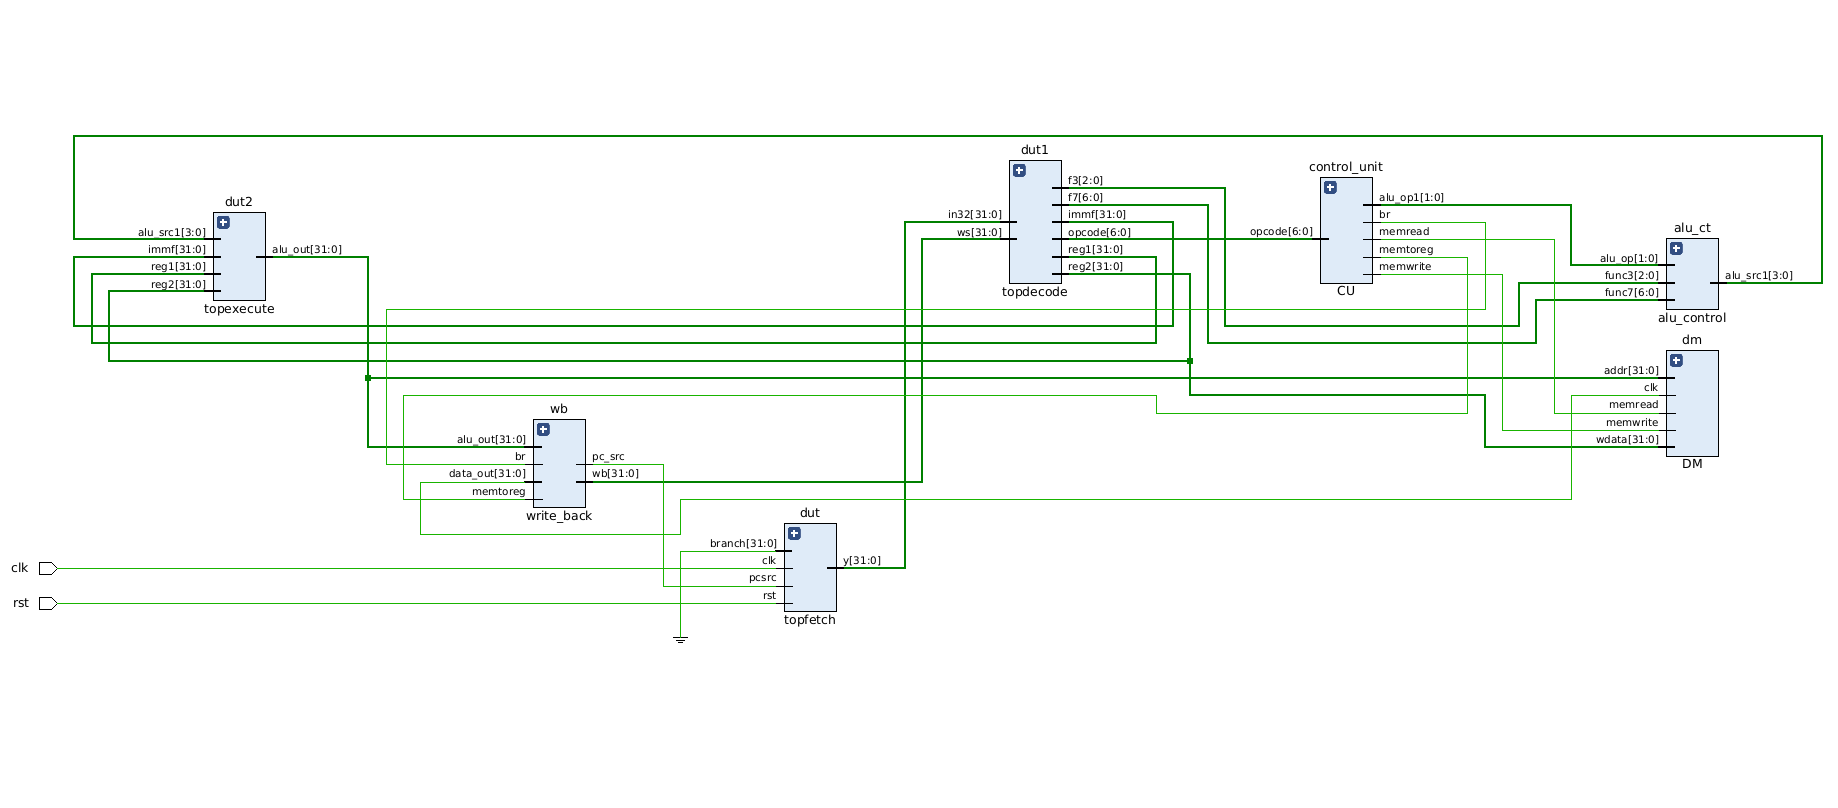 dut2
alu_src1[3:0]
immf[31:0]
reg1[31:0]
reg2[31:0]
alu_out[31:0]
topexecute
dut1
in32[31:0]
ws[31:0]
f3[2:0]
f7[6:0]
immf[31:0]
opcode[6:0]
reg1[31:0]
reg2[31:0]
topdecode
control_unit
opcode[6:0]
alu_op1[1:0]
br
memread
memtoreg
memwrite
CU
alu_ct
alu_op[1:0]
func3[2:0]
func7[6:0]
alu_src1[3:0]
alu_control
dm
addr[31:0]
clk
memread
memwrite
wdata[31:0]
DM
wb
alu_out[31:0]
br
data_out[31:0]
memtoreg
pc_src
wb[31:0]
write_back
dut
branch[31:0]
clk
pcsrc
rst
y[31:0]
topfetch
clk
rst